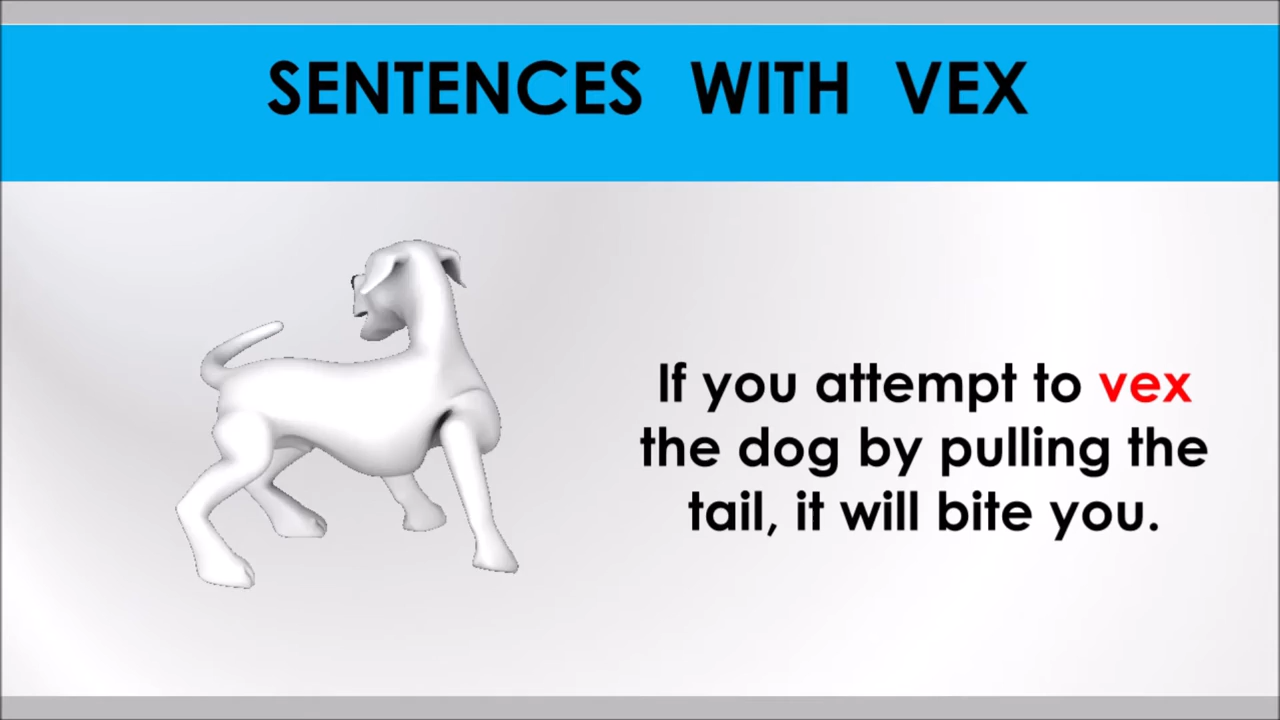 SENTENCES WITH VEX
If you attempt to vex
the dog by pulling the
tail, it will bite you.